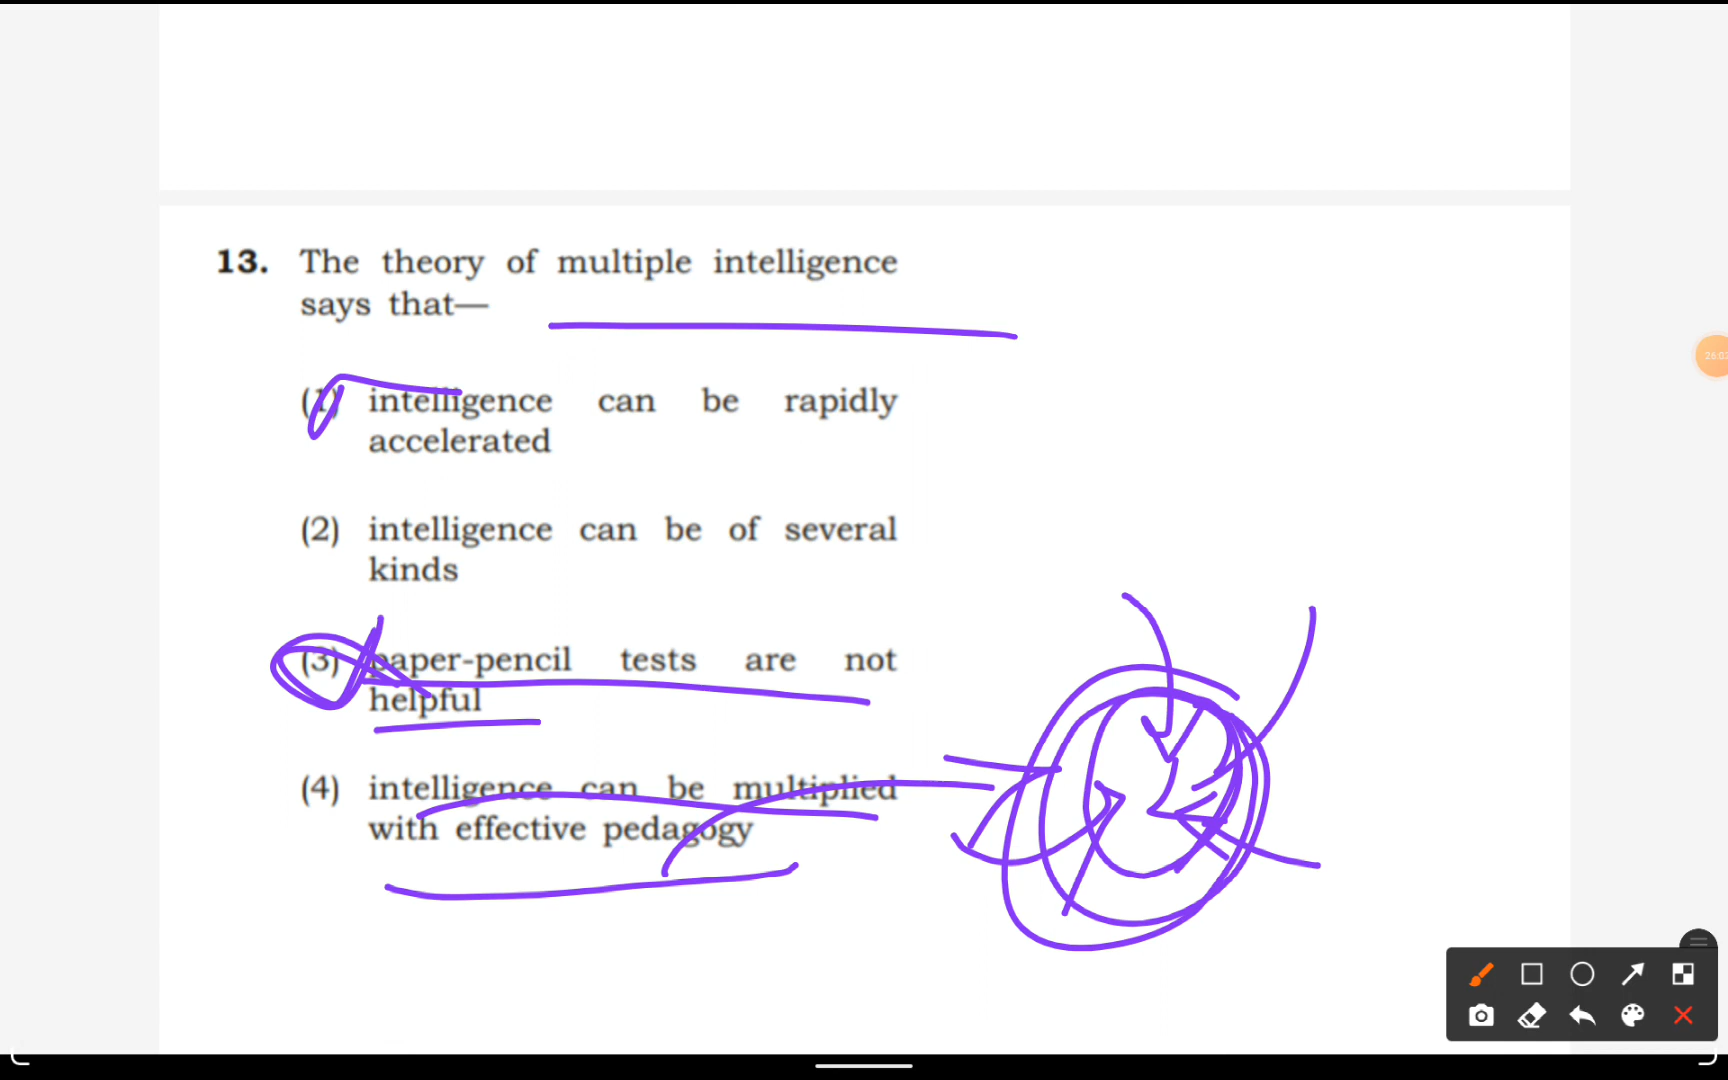 13. The theory of multiple intelligence
says that—
(1) intelligence can be rapidly
accelerated
(2) intelligence can be of several
kinds
(3) paper-pencil tests are not
helpful
(4) intelligence can be multiplied
with effective pedagogy